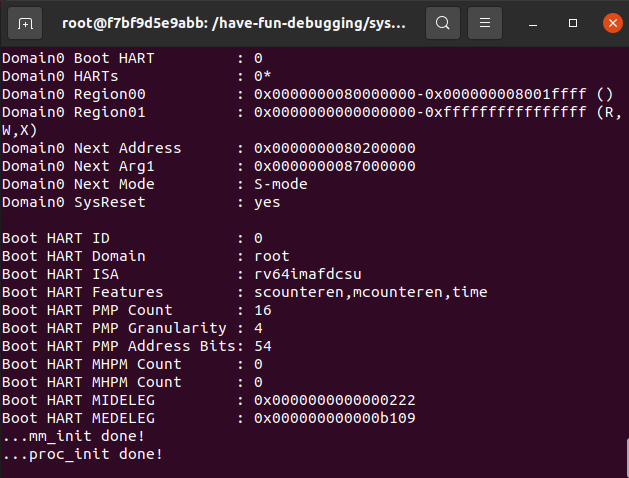 root@f7bf9d5e9abb: /have-fun-debugging/sys...
Domain0 Boot HART         : 0
Domain0 HARTs             : 0*
Domain0 Region00          : 0x0000000080000000-0x000000008001ffff ()
Domain0 Region01          : 0x0000000000000000-0xffffffffffffffff (R,
W,X)
Domain0 Next Address      : 0x0000000080200000
Domain0 Next Arg1         : 0x0000000087000000
Domain0 Next Mode         : S-mode
Domain0 SysReset          : yes
Boot HART ID              : 0
Boot HART Domain          : root
Boot HART ISA             : rv64imafdcsu
Boot HART Features        : scounteren,mcounteren,time
Boot HART PMP Count       : 16
Boot HART PMP Granularity : 4
Boot HART PMP Address Bits: 54
Boot HART MHPM Count      : 0
Boot HART MHPM Count      : 0
Boot HART MIDELEG         : 0x0000000000000222
Boot HART MEDELEG         : 0x000000000000b109
...mm_init done!
...proc_init done!